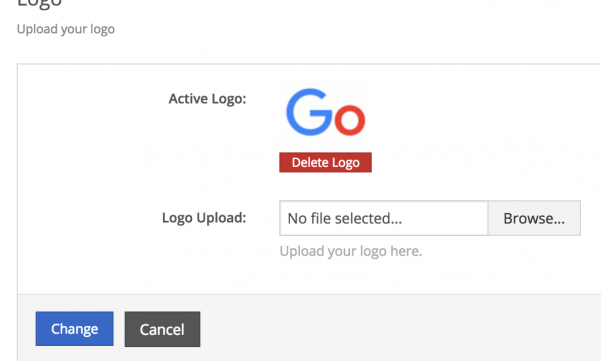 Logo
Upload your logo
Active Logo:
Go
Delete Logo
Logo Upload:
No file selected...
Browse...
Upload your logo here.
Change
Cancel